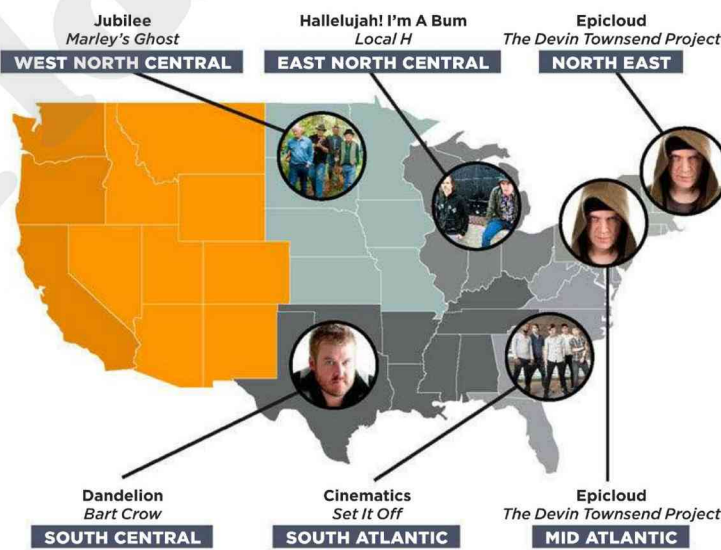 Jubilee
Marley's Ghost
WEST NORTH CENTRAL
Hallelujah! I'm A Bum
Local H
EAST NORTH CENTRAL
Epicloud
The Devin Townsend Project
NORTH EAST
Dandelion
Bart Crow
SOUTH CENTRAL
Cinematics
Set It Off
SOUTH ATLANTIC
Epicloud
The Devin Townsend Project
MID ATLANTIC